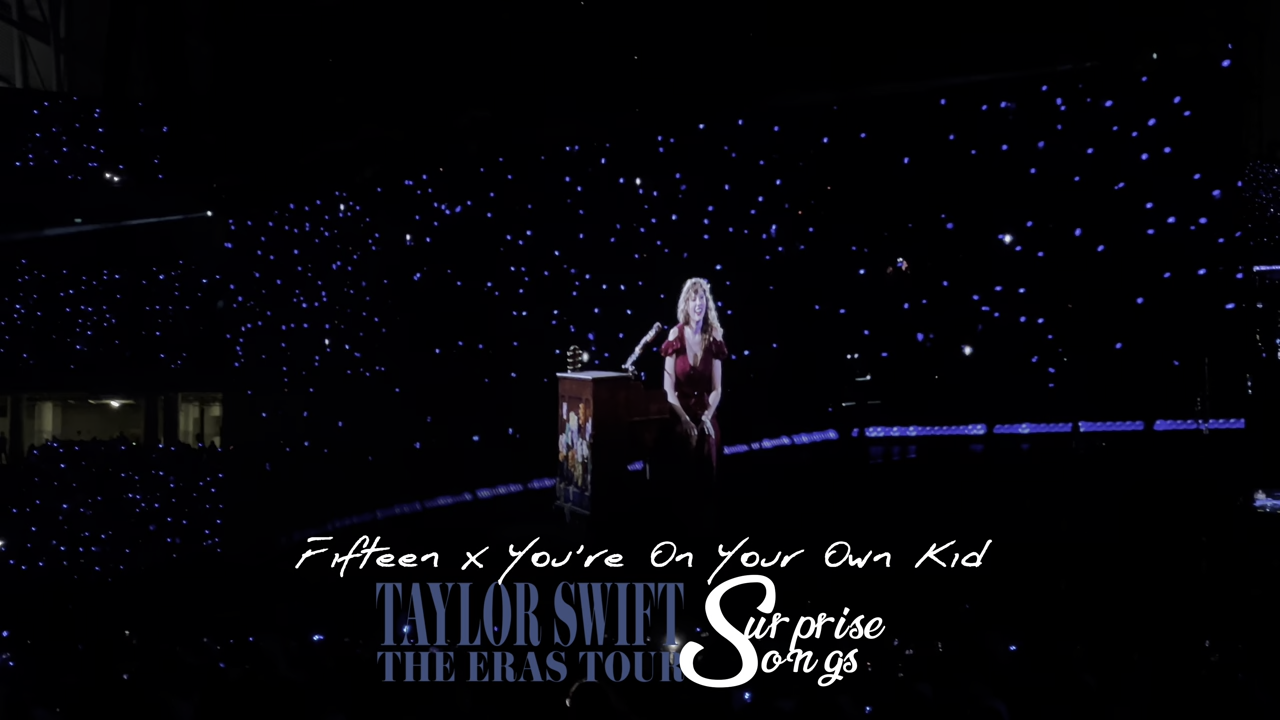 Fifteen x You're On Your Own Kid
TAYLOR SWIFT
THE ERAS TOUR
Surprise
Songs